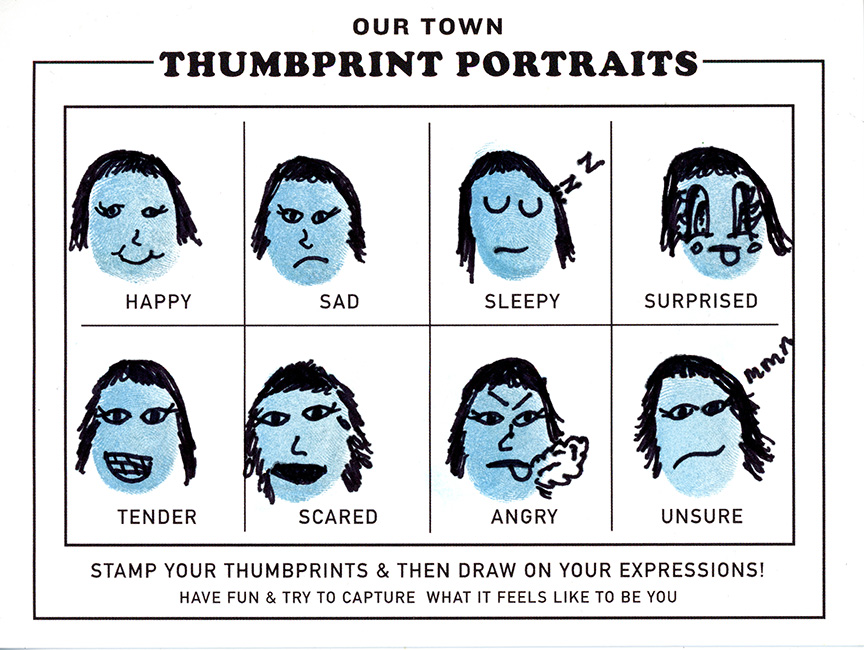 OUR TOWN
THUMBPRINT PORTRAITS
Z Z
HAPPY SAD SLEEPY SURPRISED
mmm
TENDER SCARED ANGRY UNSURE
STAMP YOUR THUMBPRINTS & THEN DRAW ON YOUR EXPRESSIONS!
HAVE FUN & TRY TO CAPTURE WHAT IT FEELS LIKE TO BE YOU